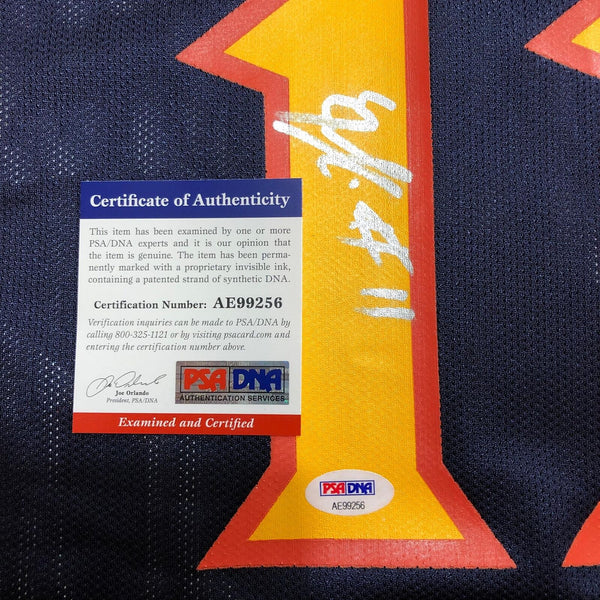 Certificate of Authenticity
This item has been examined by one or more
PSA/DNA experts and it is our opinion that
the item is genuine. The item has been perma-
nently marked with a proprietary invisible ink,
containing a patented strand of synthetic DNA.
Certification Number: AE99256
Verification inquiries can be made to PSA/DNA by
calling 800-325-1121 or by visiting psacard.com and
entering the certification number above.
Joe Orlando
President, PSA/DNA
PSA DNA
AUTHENTICATION SERVICES
Examined and Certified
11
PSA DNA
AE99256
1